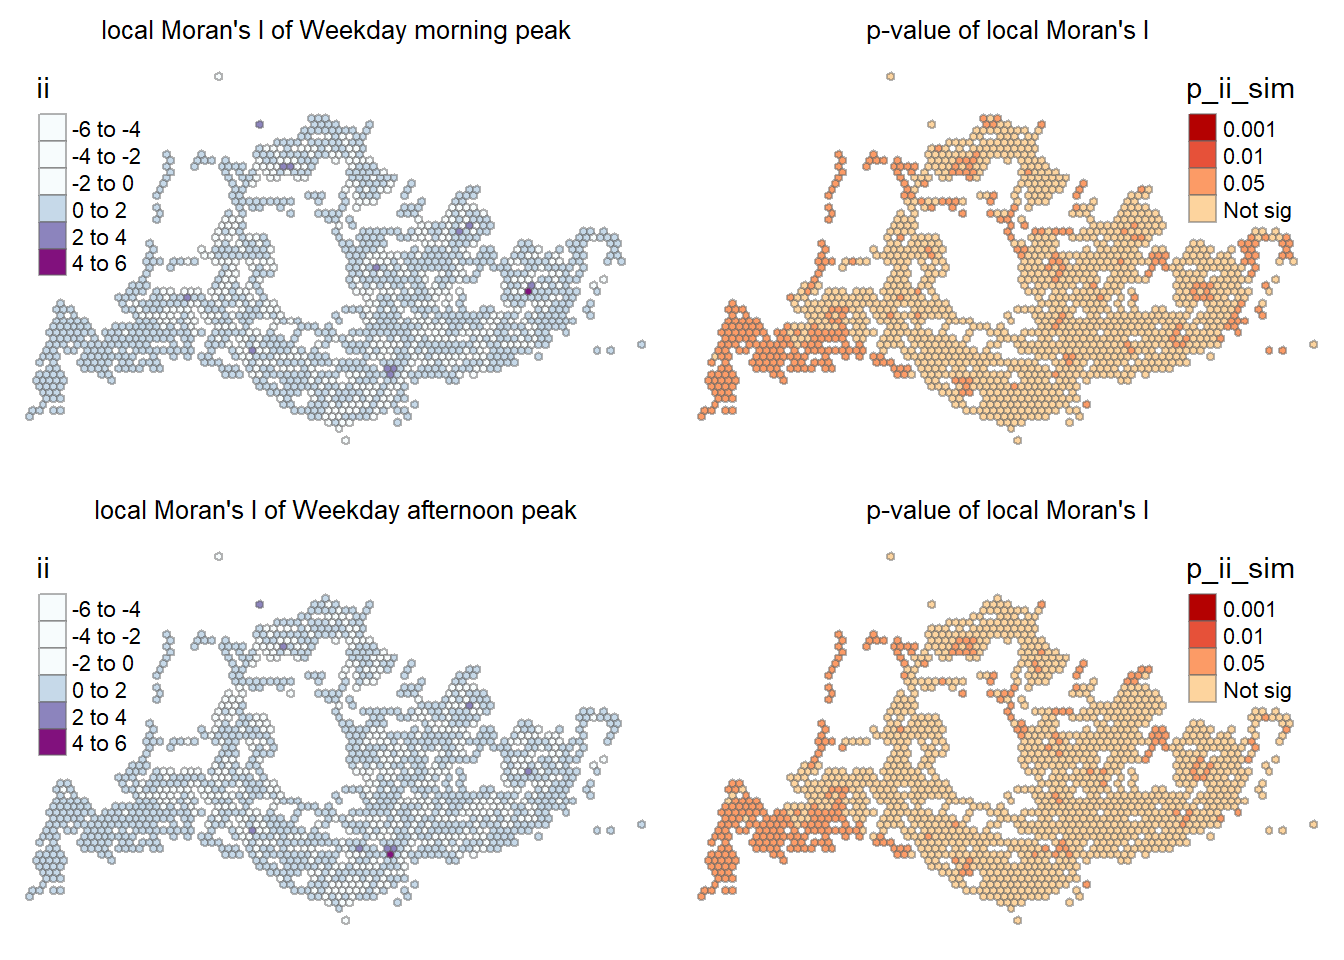 local Moran's I of Weekday morning peak
ii
-6 to -4
-4 to -2
-2 to 0
0 to 2
2 to 4
4 to 6
p-value of local Moran's I
p_ii_sim
0.001
0.01
0.05
Not sig
local Moran's I of Weekday afternoon peak
ii
-6 to -4
-4 to -2
-2 to 0
0 to 2
2 to 4
4 to 6
p-value of local Moran's I
p_ii_sim
0.001
0.01
0.05
Not sig